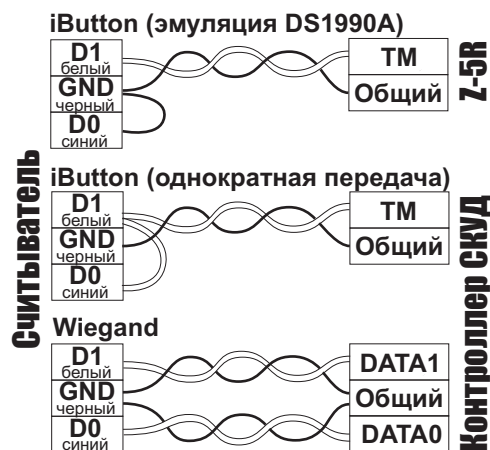 iButton (эмуляция DS1990A)
D1
белый
GND
черный
D0
синий
TM
Общий
Z-5R
Считыватель
iButton (однократная передача)
D1
белый
GND
черный
D0
синий
TM
Общий
Контроллер СКУД
Wiegand
D1
белый
GND
черный
D0
синий
DATA1
Общий
DATA0